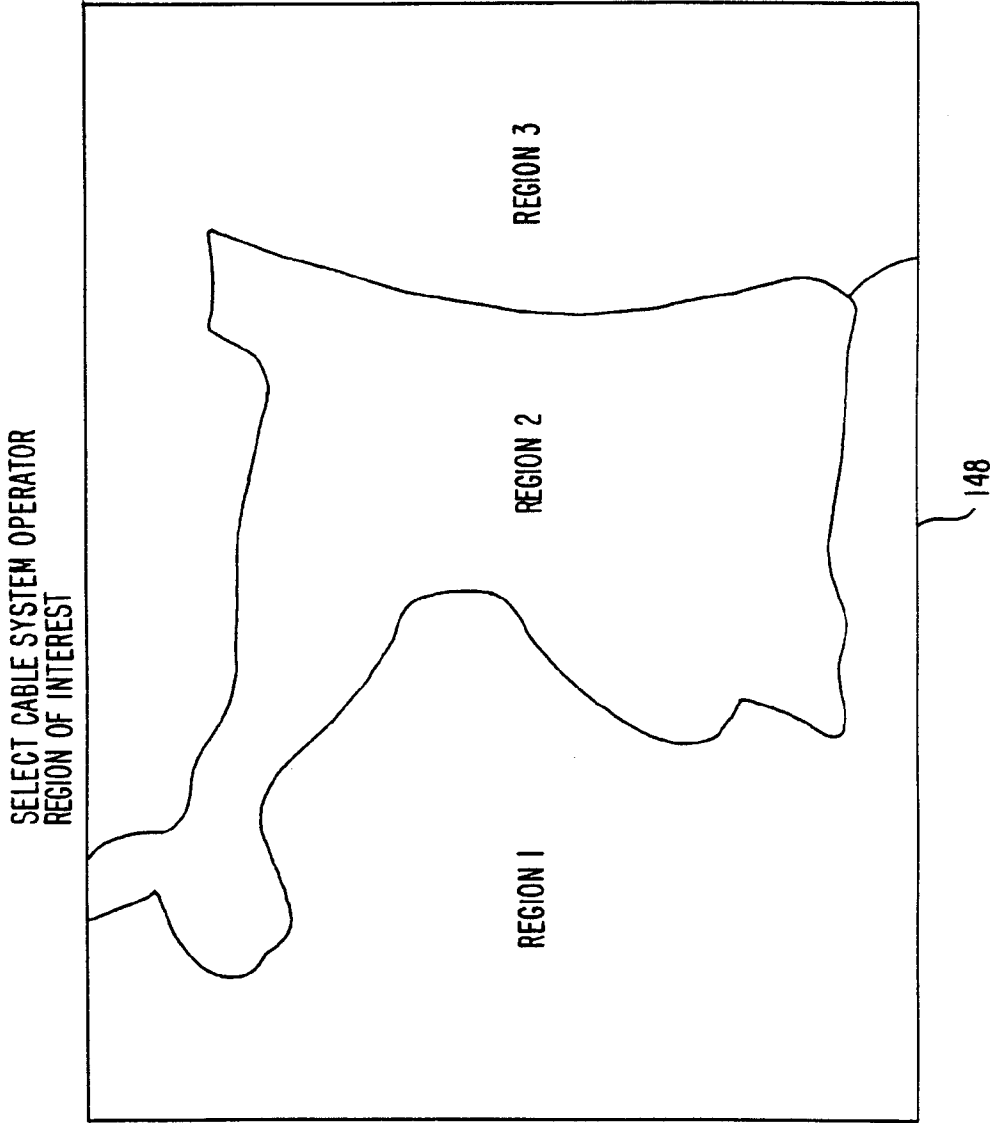 SELECT CABLE SYSTEM OPERATOR
REGION OF INTEREST
REGION 1
REGION 2
REGION 3
148